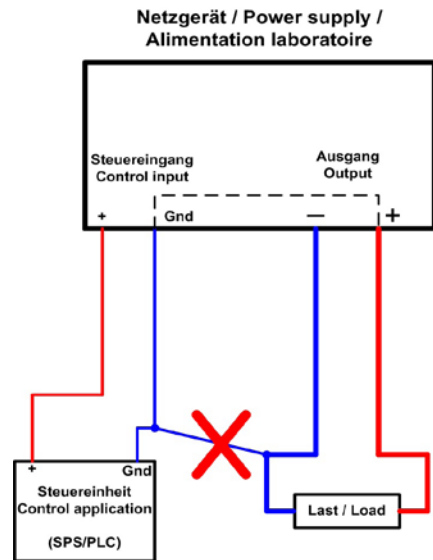 Netzgerät / Power supply /
Alimentation laboratoire
Steuereingang
Control input
Ausgang
Output
+
Gnd
—
+
+
Gnd
Steuereinheit
Control application
(SPS/PLC)
Last / Load